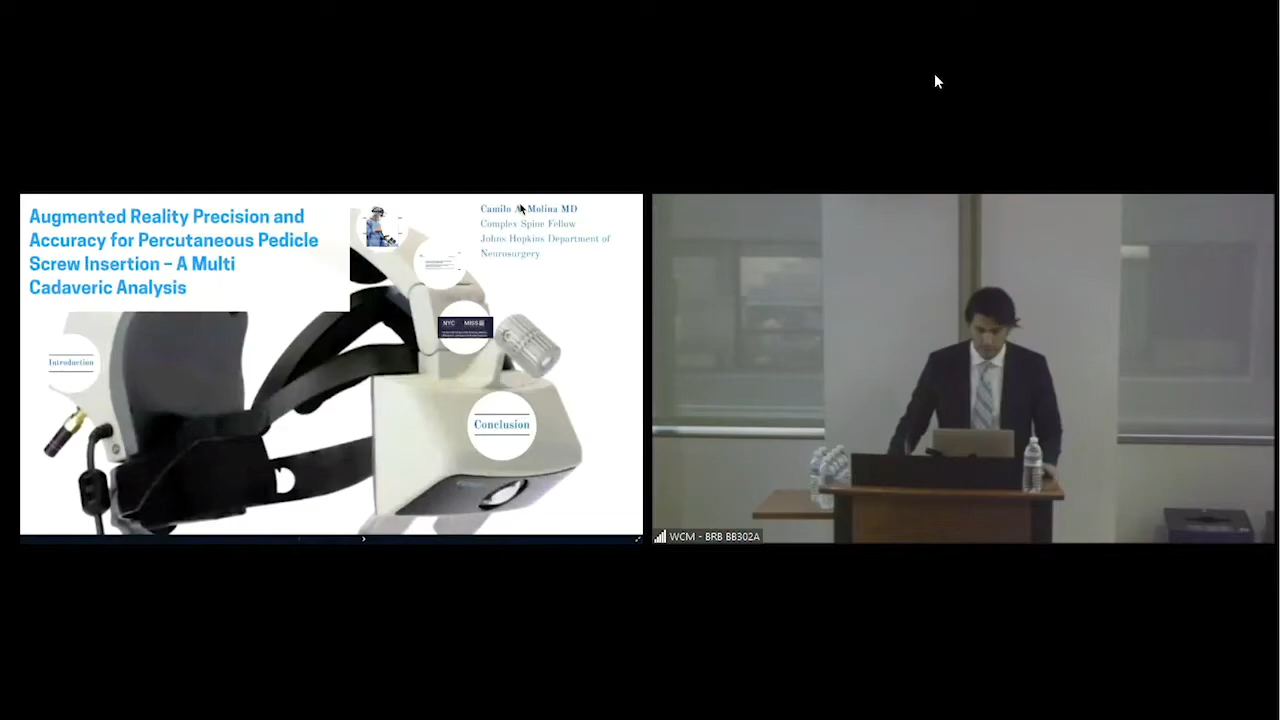 Augmented Reality Precision and
Accuracy for Percutaneous Pedicle
Screw Insertion – A Multi
Cadaveric Analysis
Camilo A. Molina MD
Complex Spine Fellow
Johns Hopkins Department of
Neurosurgery
NYC MISS
Introduction
Conclusion
WCM - BRB BB302A